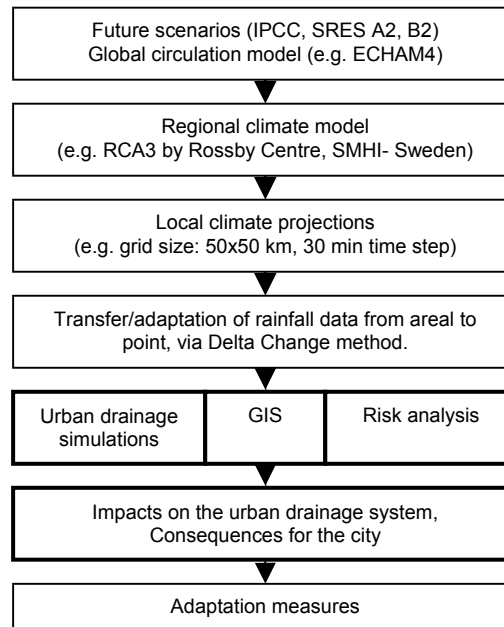 Future scenarios (IPCC, SRES A2, B2)
Global circulation model (e.g. ECHAM4)
Regional climate model
(e.g. RCA3 by Rossby Centre, SMHI- Sweden)
Local climate projections
(e.g. grid size: 50x50 km, 30 min time step)
Transfer/adaptation of rainfall data from areal to
point, via Delta Change method.
Urban drainage
simulations
GIS
Risk analysis
Impacts on the urban drainage system,
Consequences for the city
Adaptation measures